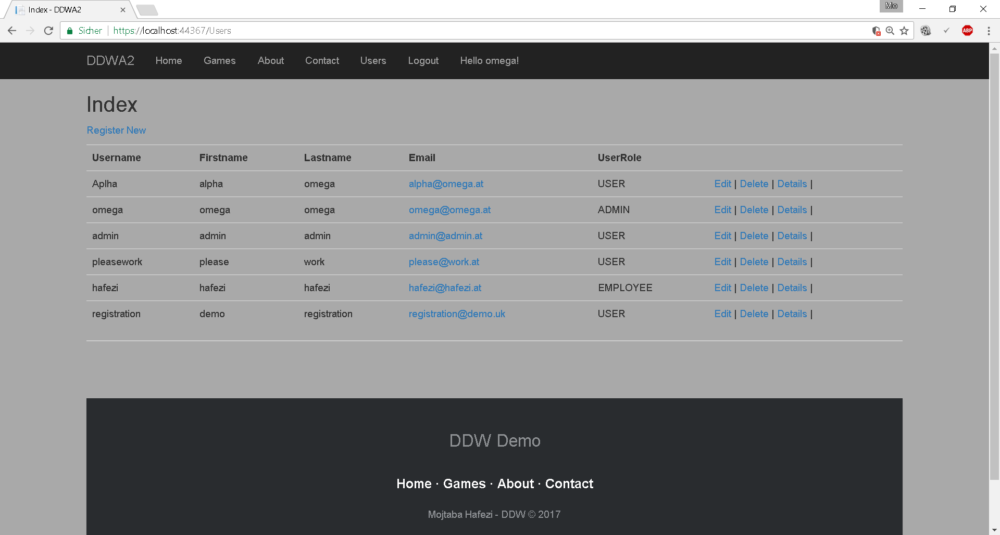 Index - DDWA2
Mo
Sicher https://localhost:44367/Users
ABP
DDWA2 Home Games About Contact Users Logout Hello omega!
Index
Register New
Username Firstname Lastname Email UserRole
Aplha alpha omega alpha@omega.at USER Edit | Delete | Details |
omega omega omega omega@omega.at ADMIN Edit | Delete | Details |
admin admin admin admin@admin.at USER Edit | Delete | Details |
pleasework please work please@work.at USER Edit | Delete | Details |
hafezi hafezi hafezi hafezi@hafezi.at EMPLOYEE Edit | Delete | Details |
registration demo registration registration@demo.uk USER Edit | Delete | Details |
DDW Demo
Home · Games · About · Contact
Mojtaba Hafezi - DDW © 2017